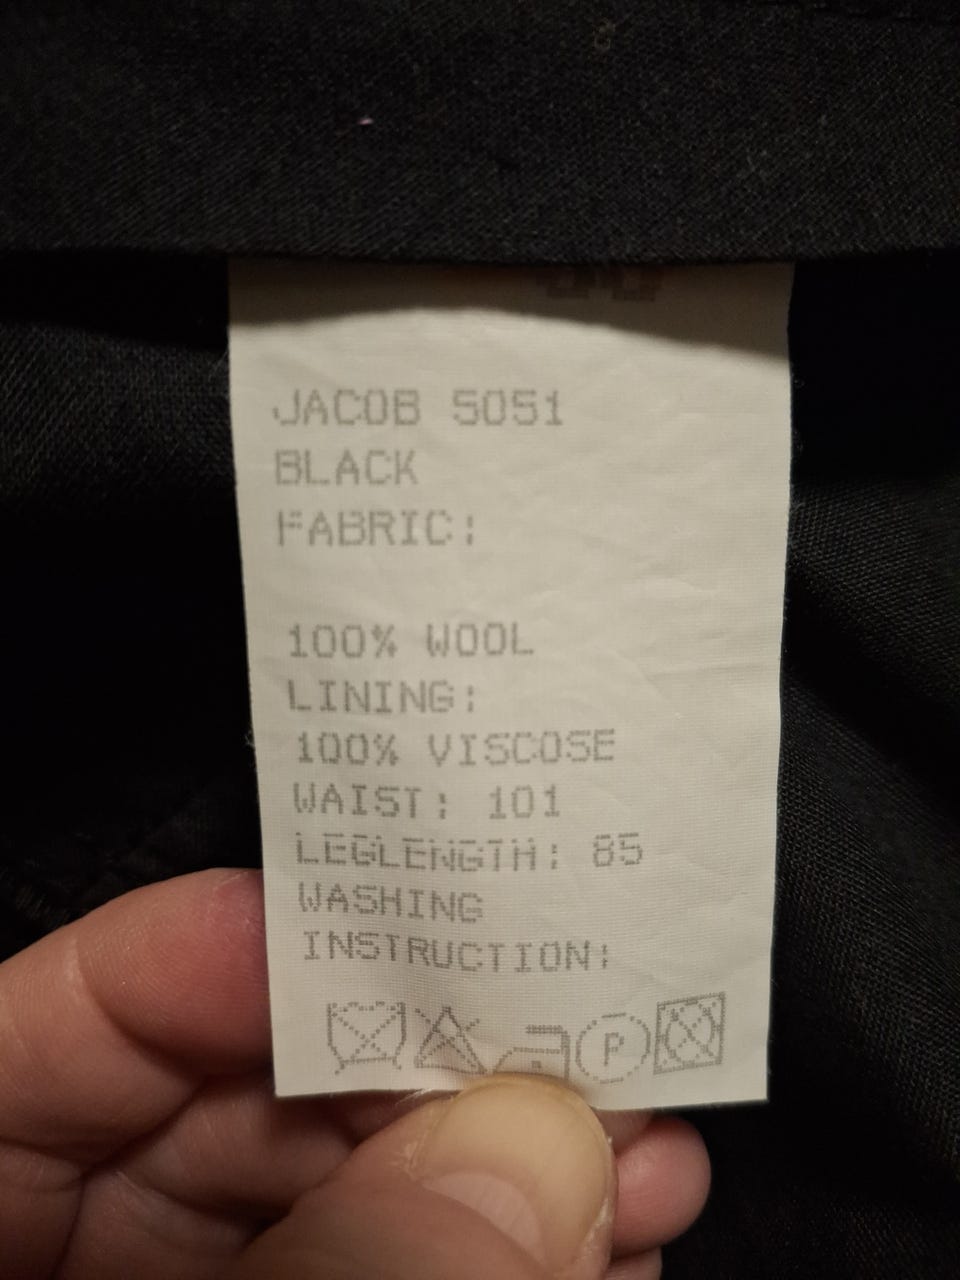 JACOB 5051
BLACK
FABRIC:
100% WOOL
LINING:
100% VISCOSE
WAIST: 101
LEGLENGTH: 85
WASHING
INSTRUCTION:
P